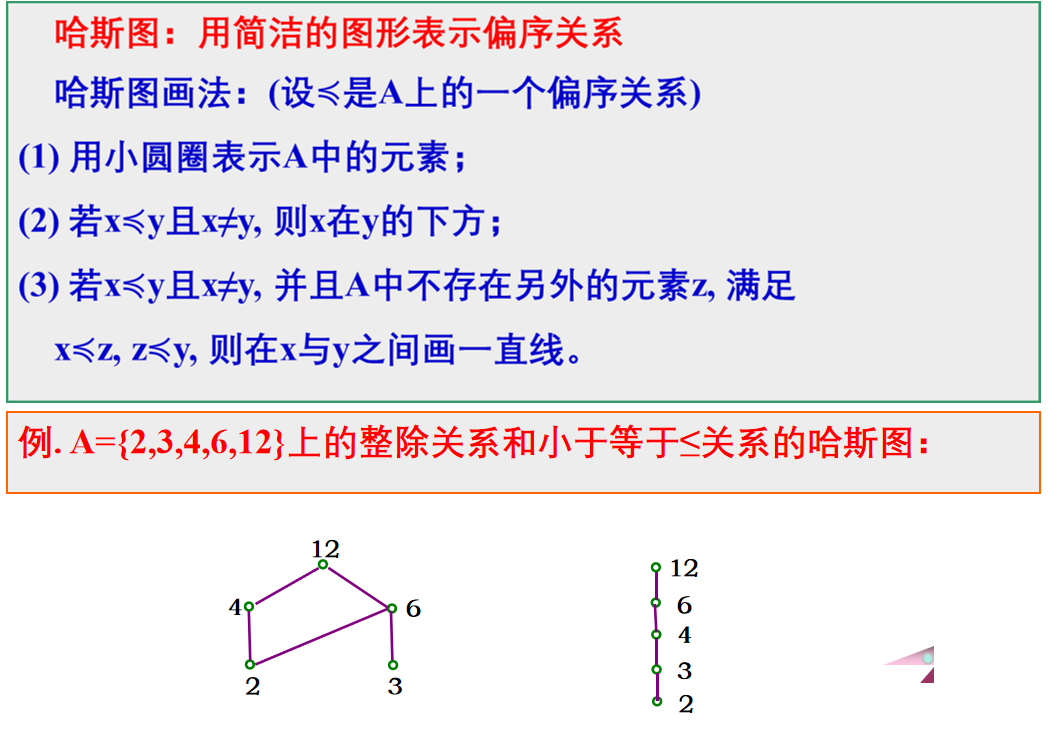 哈斯图：用简洁的图形表示偏序关系
哈斯图画法：(设≼是A上的一个偏序关系)
(1) 用小圆圈表示A中的元素；
(2) 若x≼y且x≠y, 则x在y的下方；
(3) 若x≼y且x≠y, 并且A中不存在另外的元素z, 满足
x≼z, z≼y, 则在x与y之间画一直线。
例. A={2,3,4,6,12}上的整除关系和小于等于≤关系的哈斯图：
12
4
6
2
3
12
6
4
3
2